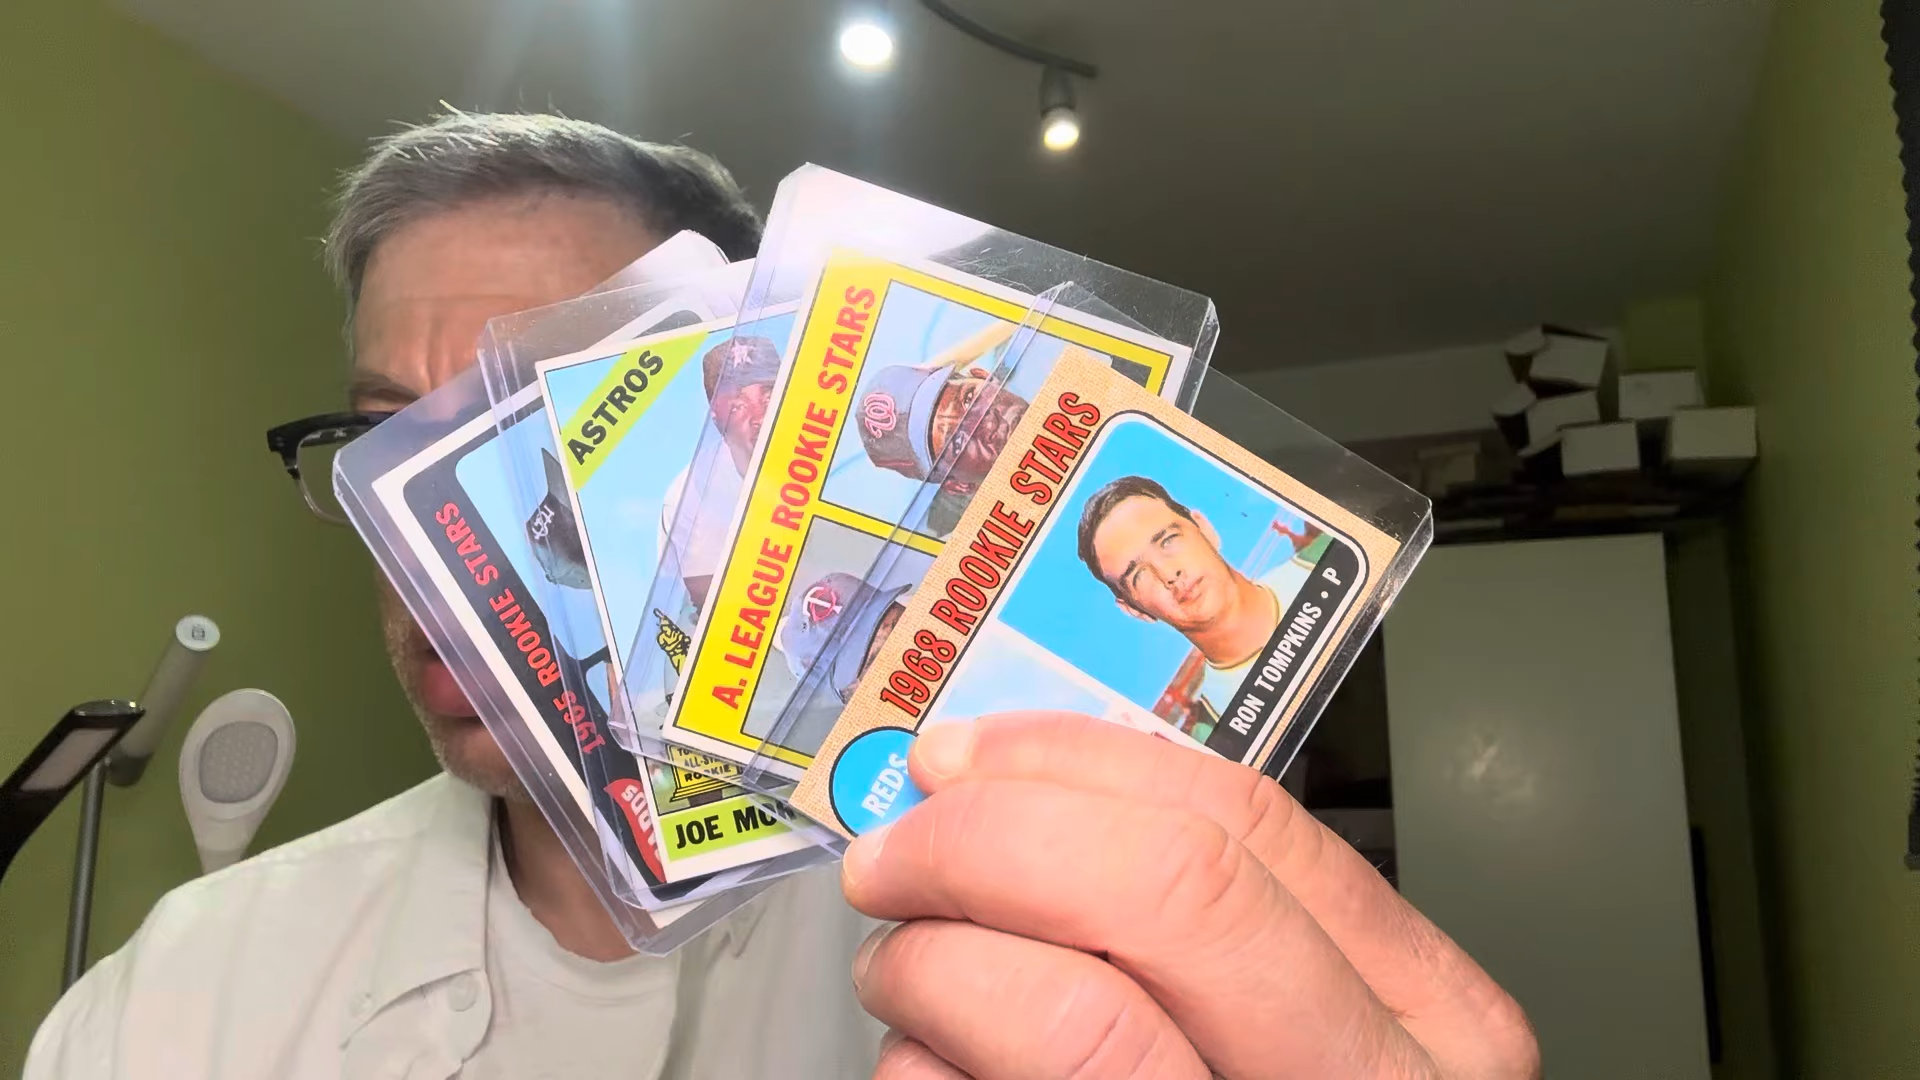 1965 ROOKIE STARS
ASTROS
JOE MO
A. LEAGUE ROOKIE STARS
1968 ROOKIE STARS
REDS
RON TOMPKINS • P